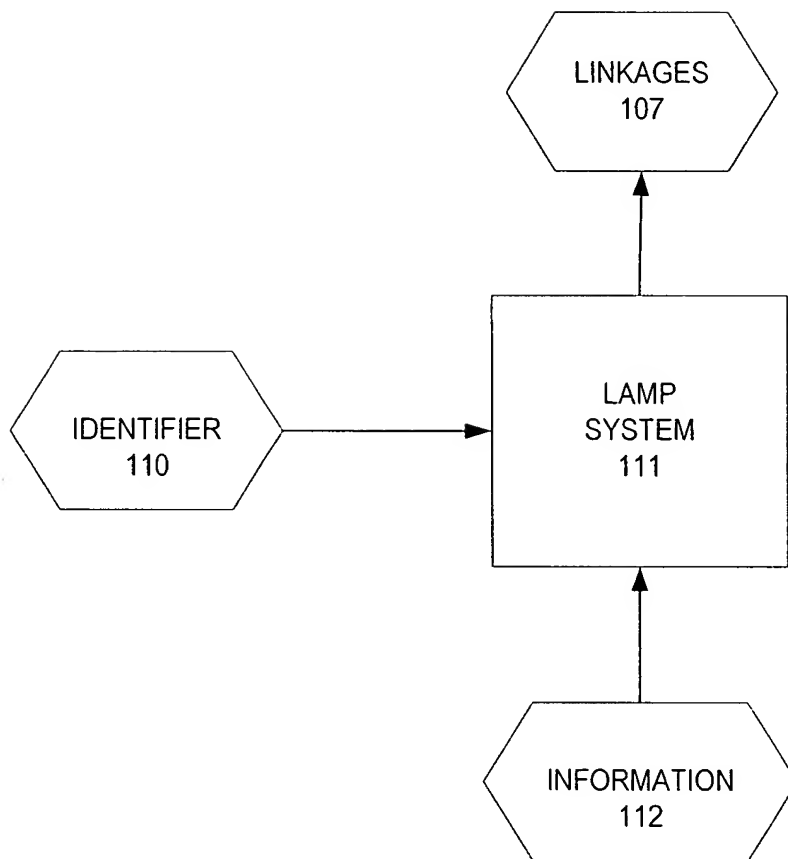 LINKAGES
107
IDENTIFIER
110
LAMP
SYSTEM
111
INFORMATION
112